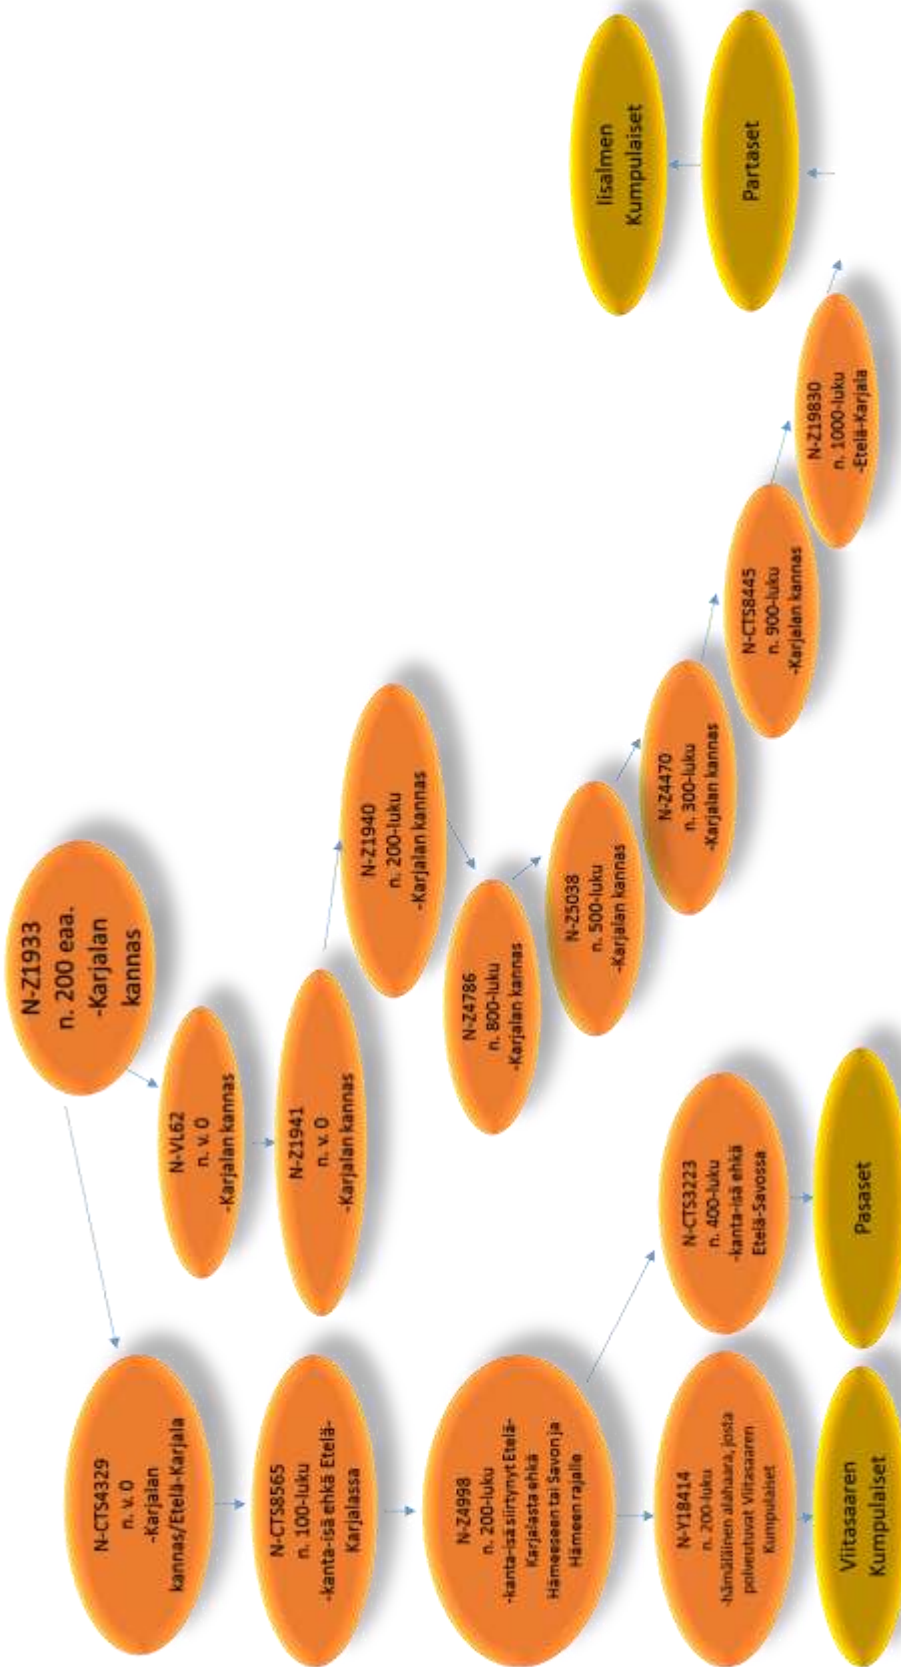 N-Z1933
n. 200 eaa.
-Karjalan
kannas
N-CTS4329
n. v. 0
-Karjalan
kannas/Etelä-Karjala
N-VL62
n. v. 0
-Karjalan kannas
N-CTS8565
n. 100-luku
-kanta-isä ehkä Etelä-
Karjalassa
N-Z1941
n. v. 0
-Karjalan kannas
N-Z1940
n. 200-luku
-Karjalan kannas
N-Z4998
n. 200-luku
-kanta-isä siirtynyt Etelä-
Karjalasta ehkä
Hämeeseen tai Savon ja
Hämeen rajalle
N-Z4786
n. 800-luku
-Karjalan kannas
N-Z5038
n. 500-luku
-Karjalan kannas
N-Z4470
n. 300-luku
-Karjalan kannas
N-CTS8445
n. 900-luku
-Karjalan kannas
N-Z19830
n. 1000-luku
-Etelä-Karjala
Iisalmen
Kumpulaiset
Partaset
N-Y18414
n. 200-luku
-hämäläinen alahaara, josta
polveutuvat Viitasaaren
Kumpulaiset
N-CTS3223
n. 400-luku
-kanta-isä ehkä
Etelä-Savossa
Viitasaaren
Kumpulaiset
Pasaset